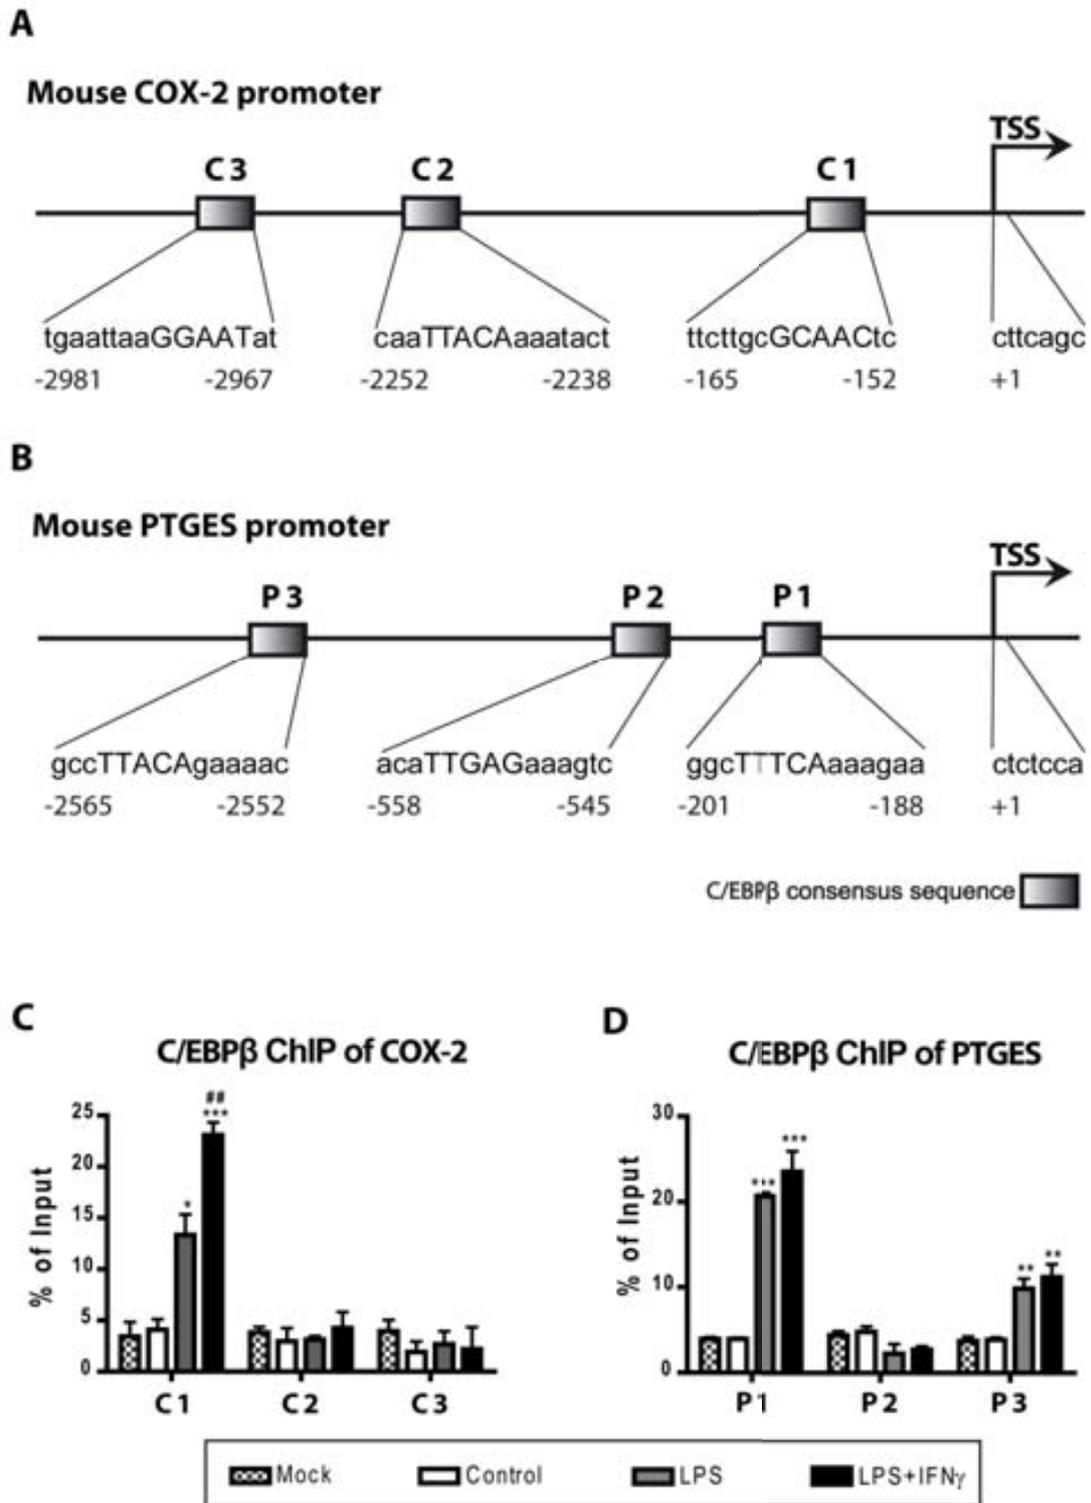 A
Mouse COX-2 promoter
TSS
C3 C2 C1
tgaattaaGGAATat caaTTACAaaatact ttcttgcGCAACtc cttcagc
-2981 -2967 -2252 -2238 -165 -152 +1
B
Mouse PTGES promoter
TSS
P3 P2 P1
gccTTACAgaaaac acaTTGAGaaagtc ggcTTTCAaaagaa ctctcca
-2565 -2552 -558 -545 -201 -188 +1
C/EBPβ consensus sequence
C
C/EBPβ ChIP of COX-2
% of Input
25
20
15
10
5
0
*
##
***
C1 C2 C3
D
C/EBPβ ChIP of PTGES
% of Input
30
20
10
0
***
***
**
**
P1 P2 P3
Mock Control LPS LPS+IFNγ